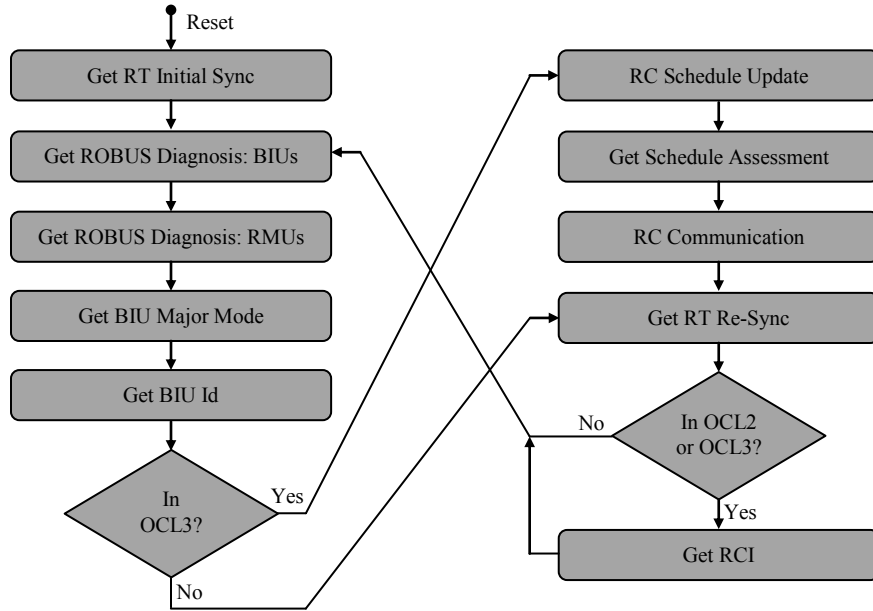 Reset
Get RT Initial Sync
Get ROBUS Diagnosis: BIUs
Get ROBUS Diagnosis: RMUs
Get BIU Major Mode
Get BIU Id
In
OCL3?
Yes
No
RC Schedule Update
Get Schedule Assessment
RC Communication
Get RT Re-Sync
In OCL2
or OCL3?
No
Yes
Get RCI